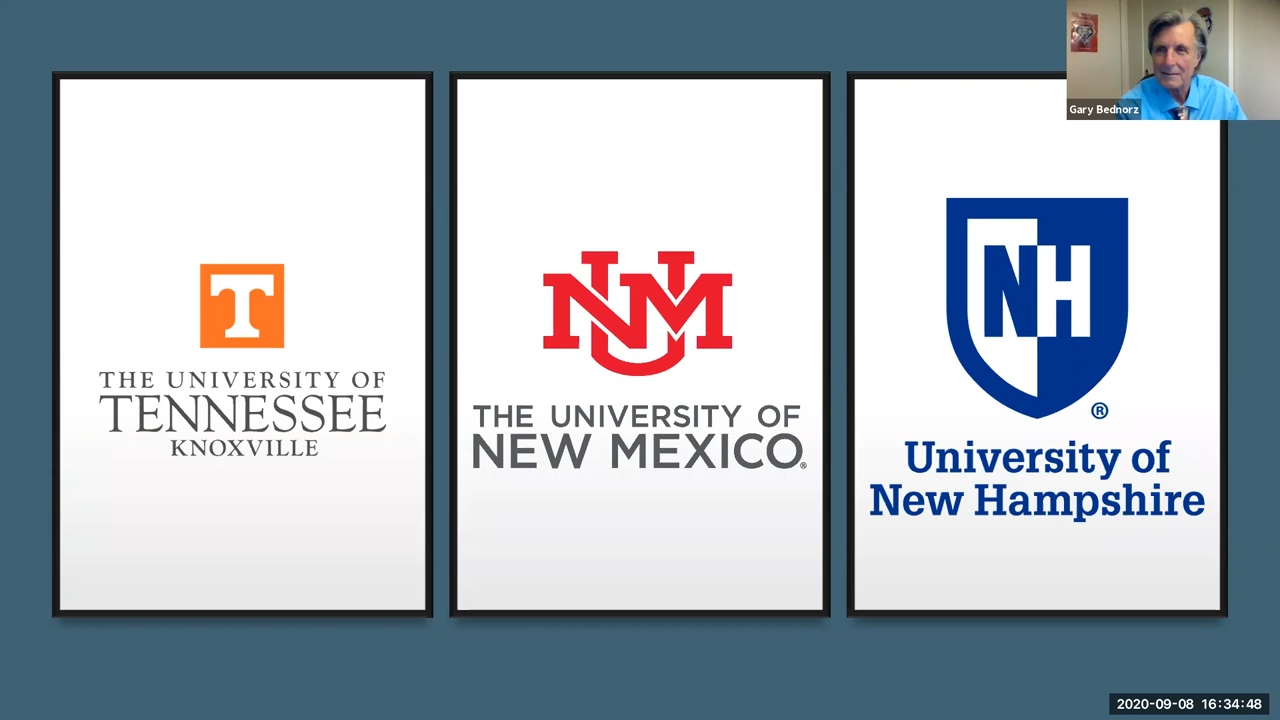 Gary Bednorz
T
THE UNIVERSITY OF
TENNESSEE
KNOXVILLE
UNM
THE UNIVERSITY OF
NEW MEXICO®
NH
®
University of
New Hampshire
2020-09-08 16:34:48